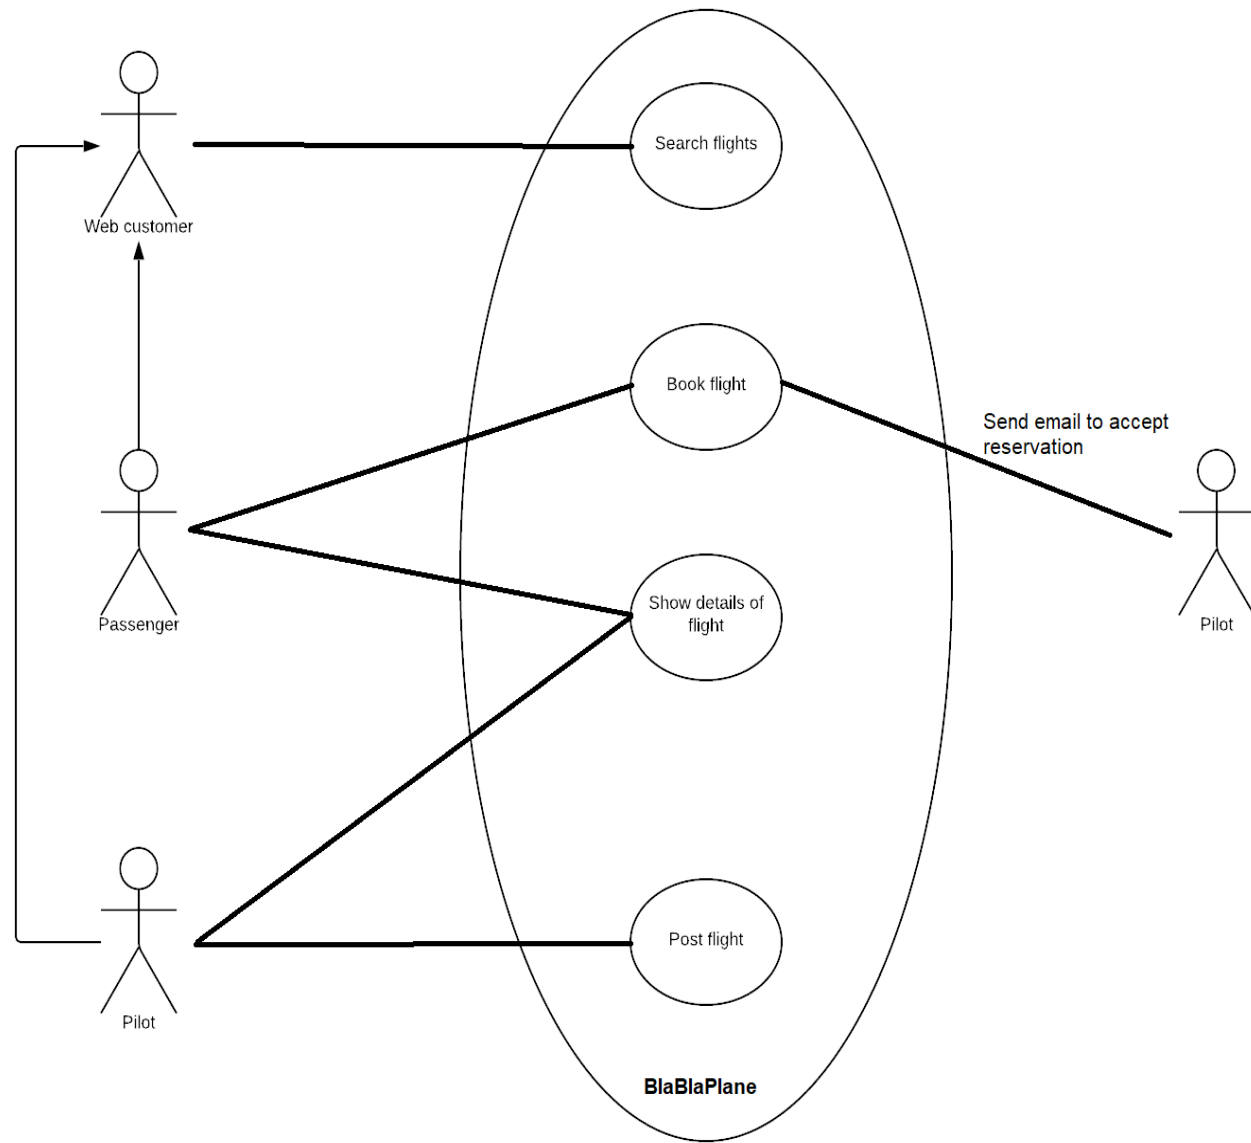 Search flights
Web customer
Book flight
Send email to accept
reservation
Show details of
flight
Passenger
Pilot
Post flight
Pilot
BlaBlaPlane